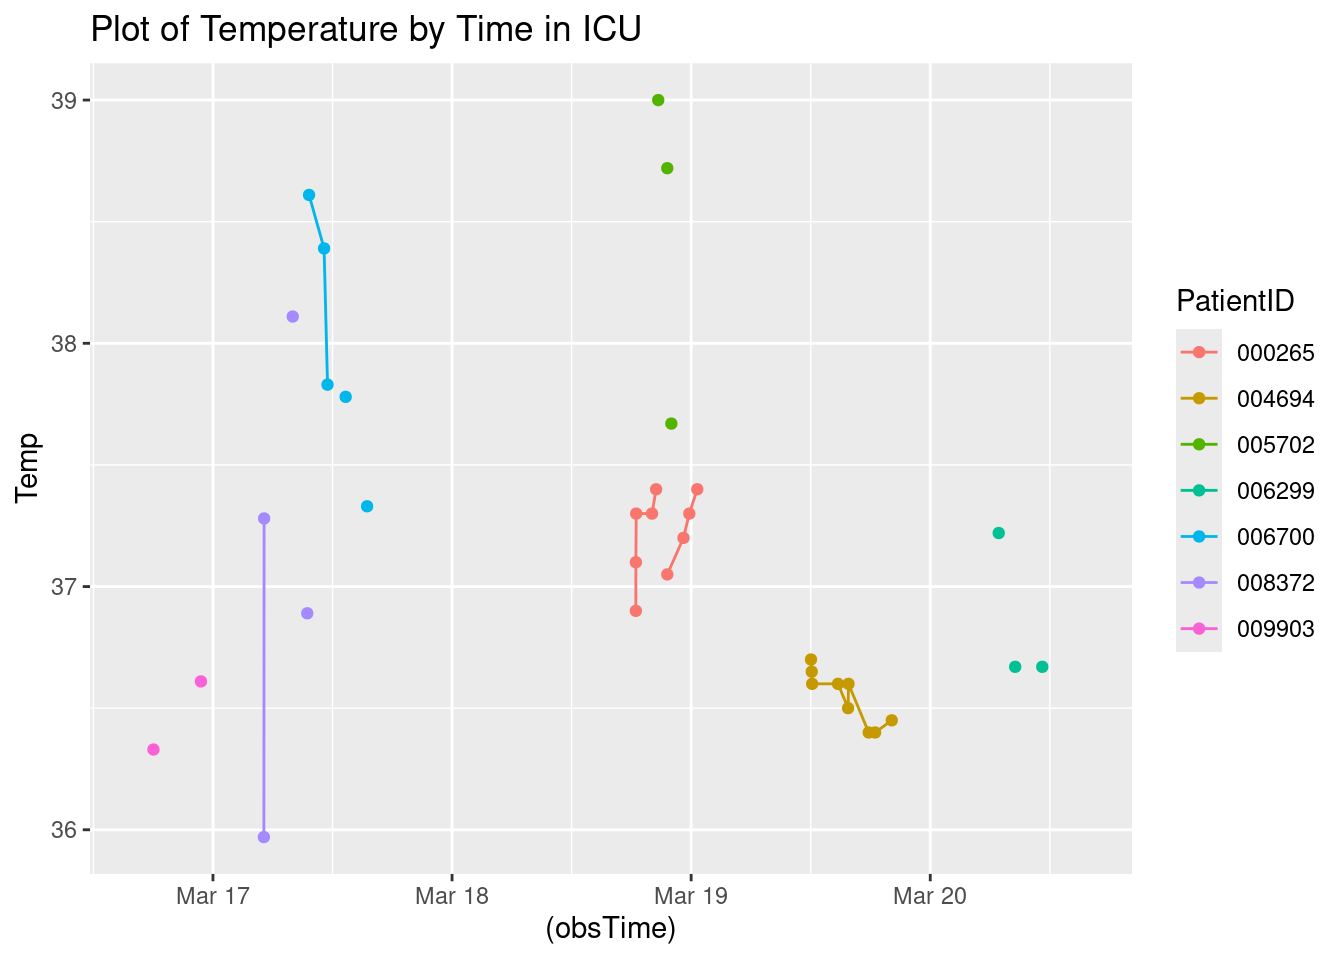 Plot of Temperature by Time in ICU
39
38
37
36
Temp
Mar 17
Mar 18
Mar 19
Mar 20
(obsTime)
PatientID
000265
004694
005702
006299
006700
008372
009903